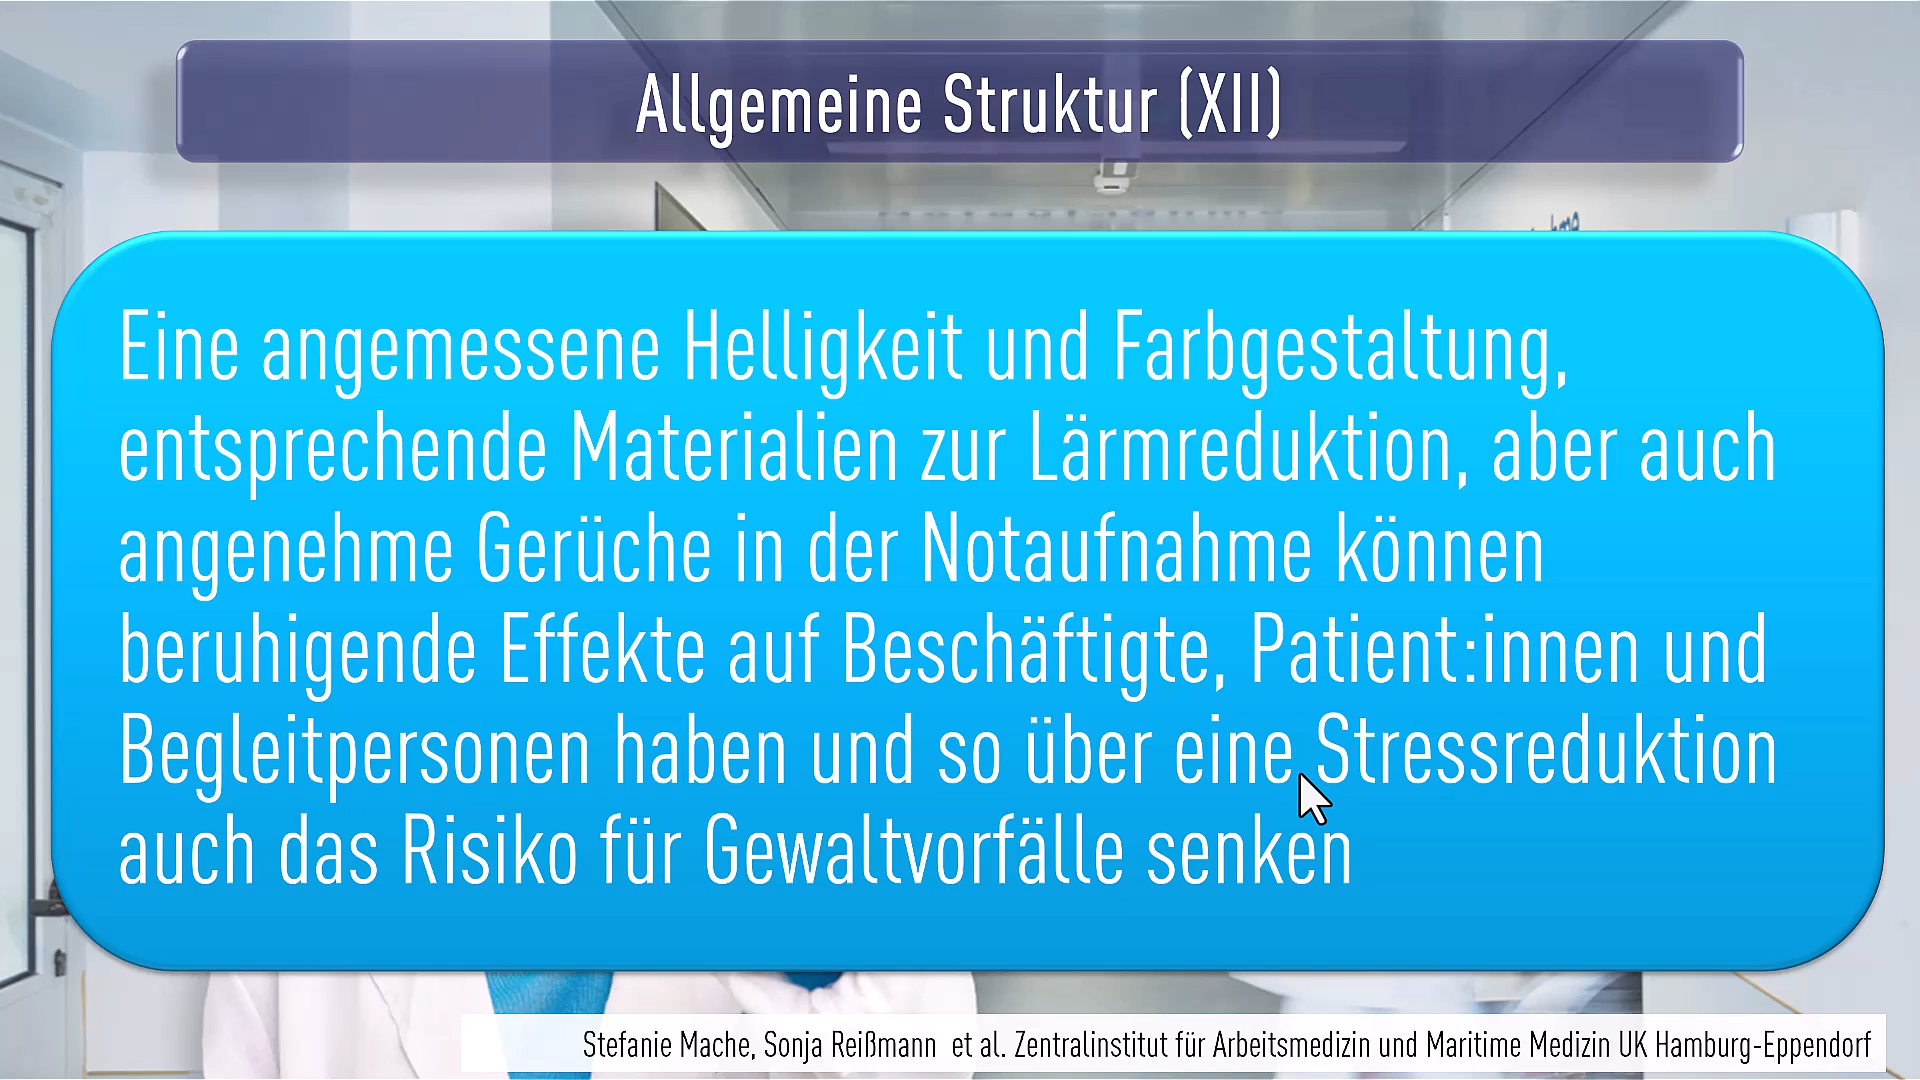 Allgemeine Struktur (XII)
Eine angemessene Helligkeit und Farbgestaltung,
entsprechende Materialien zur Lärmreduktion, aber auch
angenehme Gerüche in der Notaufnahme können
beruhigende Effekte auf Beschäftigte, Patient:innen und
Begleitpersonen haben und so über eine Stressreduktion
auch das Risiko für Gewaltvorfälle senken
Stefanie Mache, Sonja Reißmann et al. Zentralinstitut für Arbeitsmedizin und Maritime Medizin UK Hamburg-Eppendorf